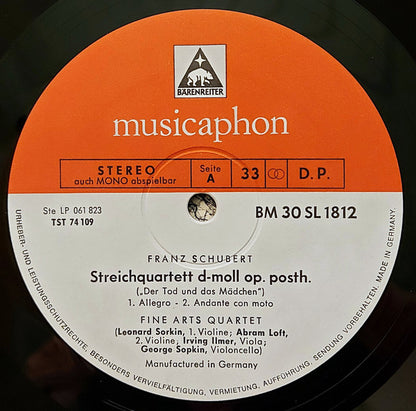 BÄRENREITER
musicaphon
STEREO
auch MONO abspielbar
Seite
A
33
D.P.
Ste LP 061 823
TST 74 109
BM 30 SL 1812
FRANZ SCHUBERT
Streichquartett d-moll op. posth.
(„Der Tod und das Mädchen")
1. Allegro - 2. Andante con moto
FINE ARTS QUARTET
(Leonard Sorkin, 1. Violine; Abram Loft,
2. Violine; Irving Ilmer, Viola;
George Sopkin, Violoncello)
Manufactured in Germany
URHEBER- UND LEISTUNGSSCHUTZRECHTE, BESONDERS VERVIELFÄLTIGUNG, VERMIETUNG, AUFFÜHRUNG, SENDUNG VORBEHALTEN. MADE IN GERMANY.